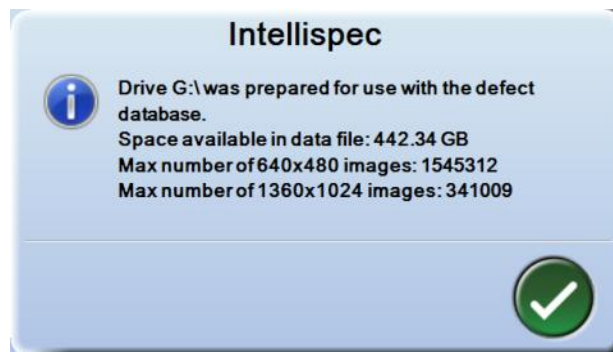 Intellispec
Drive G:\ was prepared for use with the defect
database.
Space available in data file: 442.34 GB
Max number of 640x480 images: 1545312
Max number of 1360x1024 images: 341009